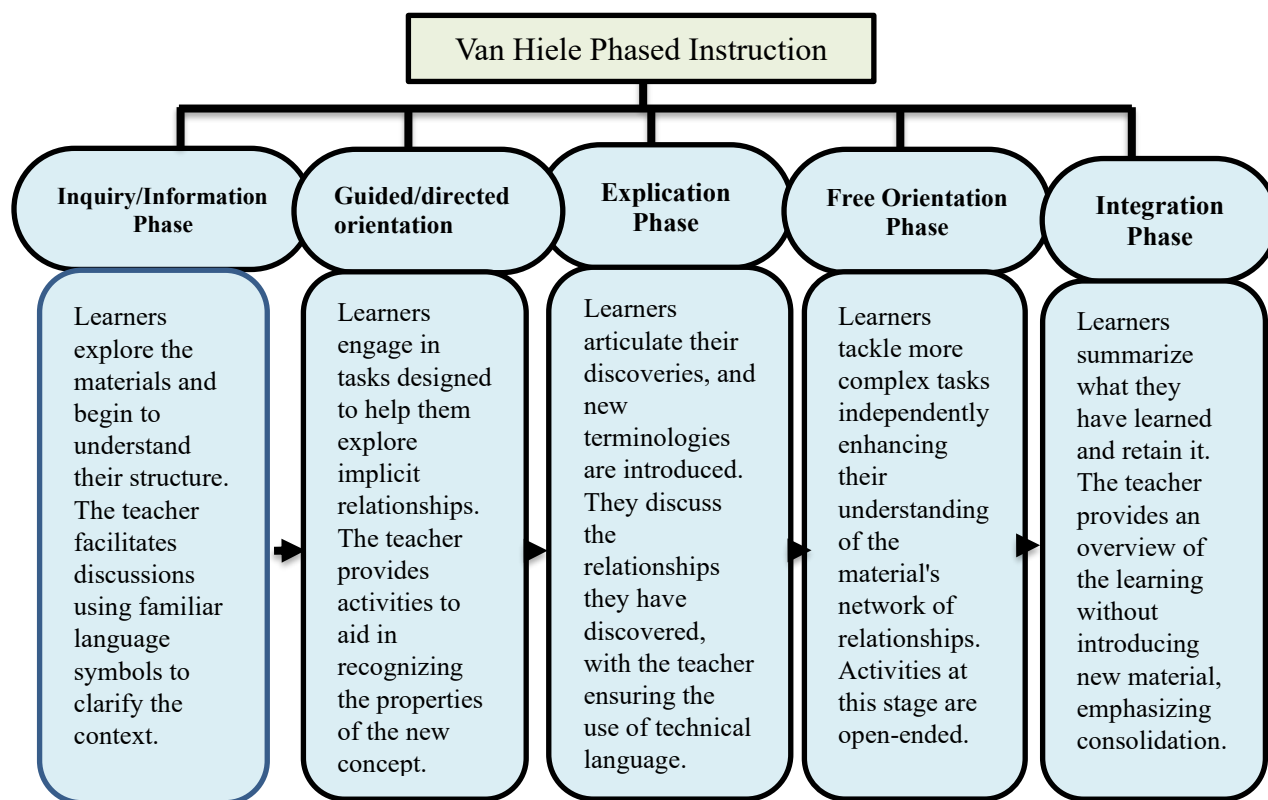 Van Hiele Phased Instruction
Inquiry/Information
Phase
Guided/directed
orientation
Explication
Phase
Free Orientation
Phase
Integration
Phase
Learners
explore the
materials and
begin to
understand
their structure.
The teacher
facilitates
discussions
using familiar
language
symbols to
clarify the
context.
Learners
engage in
tasks designed
to help them
explore
implicit
relationships.
The teacher
provides
activities to
aid in
recognizing
the properties
of the new
concept.
Learners
articulate their
discoveries, and
new
terminologies
are introduced.
They discuss
the
relationships
they have
discovered,
with the teacher
ensuring the
use of technical
language.
Learners
tackle more
complex tasks
independently
enhancing
their
understanding
of the
material's
network of
relationships.
Activities at
this stage are
open-ended.
Learners
summarize
what they
have learned
and retain it.
The teacher
provides an
overview of
the learning
without
introducing
new material,
emphasizing
consolidation.